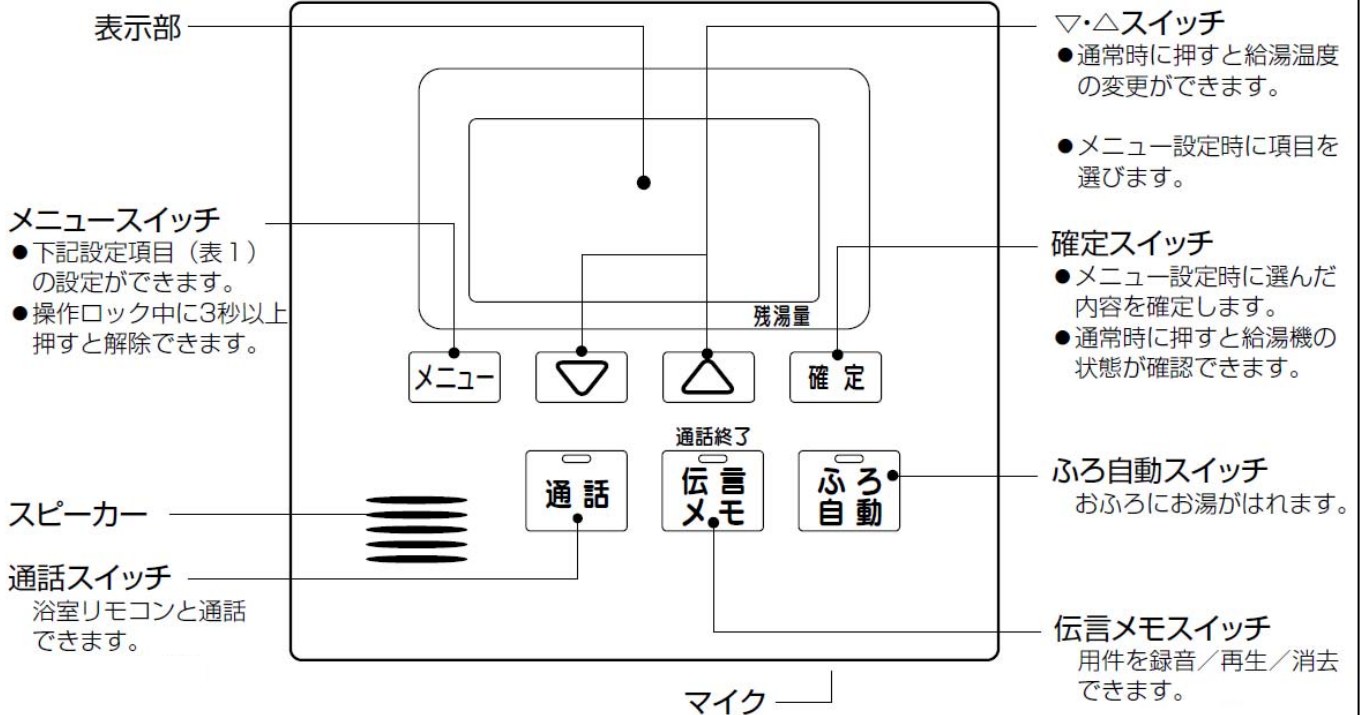 表示部
メニュースイッチ
●下記設定項目（表１）
の設定ができます。
●操作ロック中に3秒以上
押すと解除できます。
スピーカー
通話スイッチ
浴室リモコンと通話
できます。
残湯量
メニュー
▽
△
確定
通話終了
通話
伝言
メモ
ふろ
自動
マイク
▽・△スイッチ
●通常時に押すと給湯温度
の変更ができます。
●メニュー設定時に項目を
選びます。
確定スイッチ
●メニュー設定時に選んだ
内容を確定します。
●通常時に押すと給湯機の
状態が確認できます。
ふろ自動スイッチ
おふろにお湯がはれます。
伝言メモスイッチ
用件を録音／再生／消去
できます。